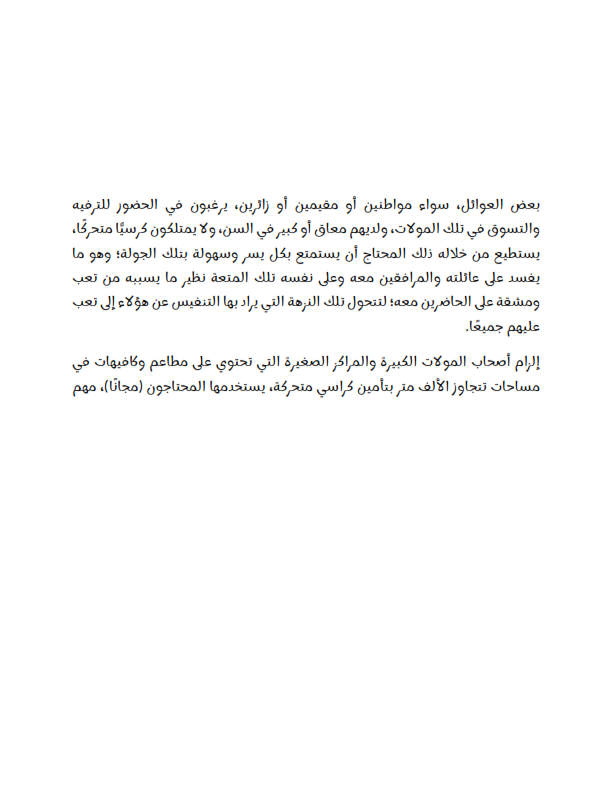 بعض العوائل، سواء مواطنين أو مقيمين أو زائرين، يرغبون في الحضور للترفيه
والتسوق في تلك المولات، ولديهم معاق أو كبير في السن، ولا يمتلكون كرسيًّا متحركًا،
يستطيع من خلاله ذلك المحتاج أن يستمتع بكل يسر وسهولة بتلك الجولة؛ وهو ما
يفسد على عائلته والمرافقين معه وعلى نفسه تلك المتعة نظير ما يسببه من تعب
ومشقة على الحاضرين معه؛ لتتحول تلك النزهة التي يراد بها التنفيس عن هؤلاء إلى تعب
عليهم جميعًا.
إلزام أصحاب المولات الكبيرة والمراكز الصغيرة التي تحتوي على مطاعم وكافيهات في
مساحات تتجاوز الألف متر بتأمين كراسي متحركة، يستخدمها المحتاجون (مجانًا)، مهم